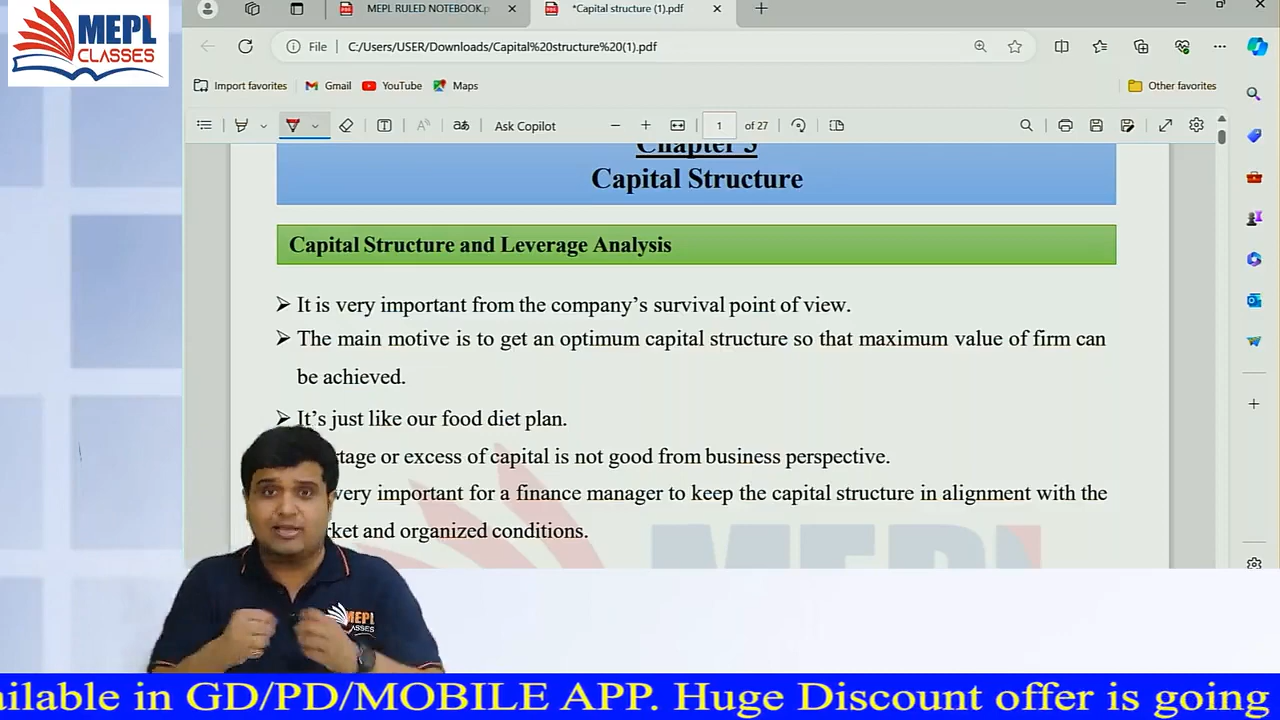 MEPL
CLASSES
MEPL RULED NOTEBOOK.p
*Capital structure (1).pdf
File
C:/Users/USER/Downloads/Capital%20structure%20(1).pdf
Import favorites
Gmail
YouTube
Maps
Other favorites
Ask Copilot
1
of 27
Chapter 5
Capital Structure
Capital Structure and Leverage Analysis
It is very important from the company’s survival point of view.
The main motive is to get an optimum capital structure so that maximum value of firm can
be achieved.
It’s just like our food diet plan.
rtage or excess of capital is not good from business perspective.
very important for a finance manager to keep the capital structure in alignment with the
rket and organized conditions.
MEPL
MEPL
CLASSES
ailable in GD/PD/MOBILE APP. Huge Discount offer is going